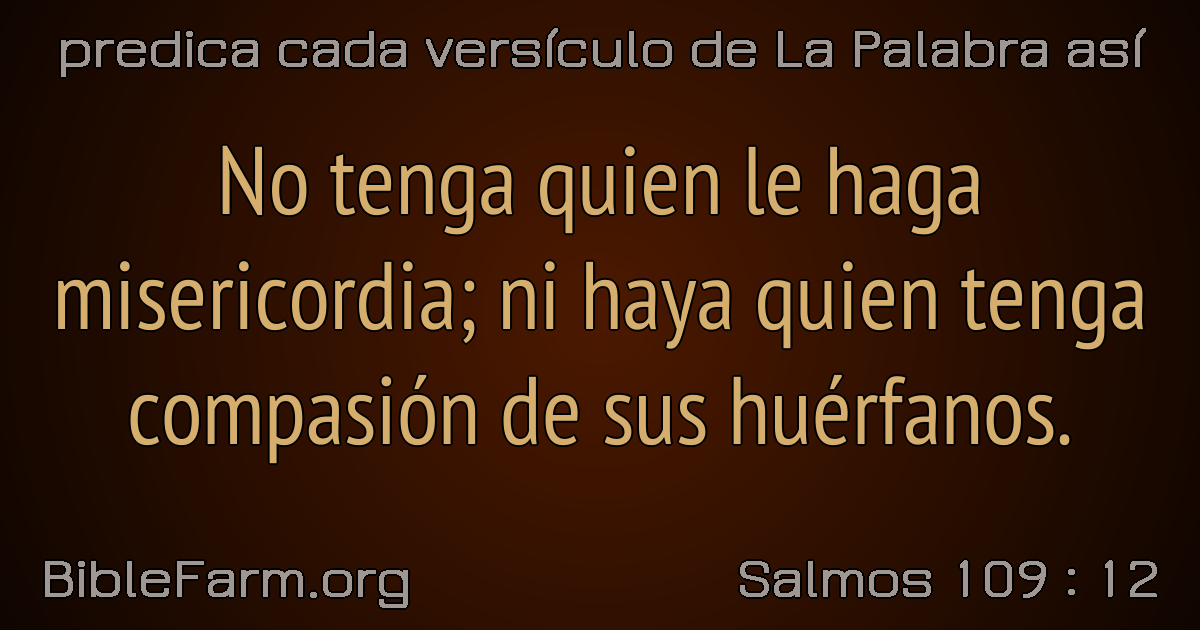 predica cada versículo de La Palabra así
No tenga quien le haga
misericordia; ni haya quien tenga
compasión de sus huérfanos.
BibleFarm.org
Salmos 109 : 12